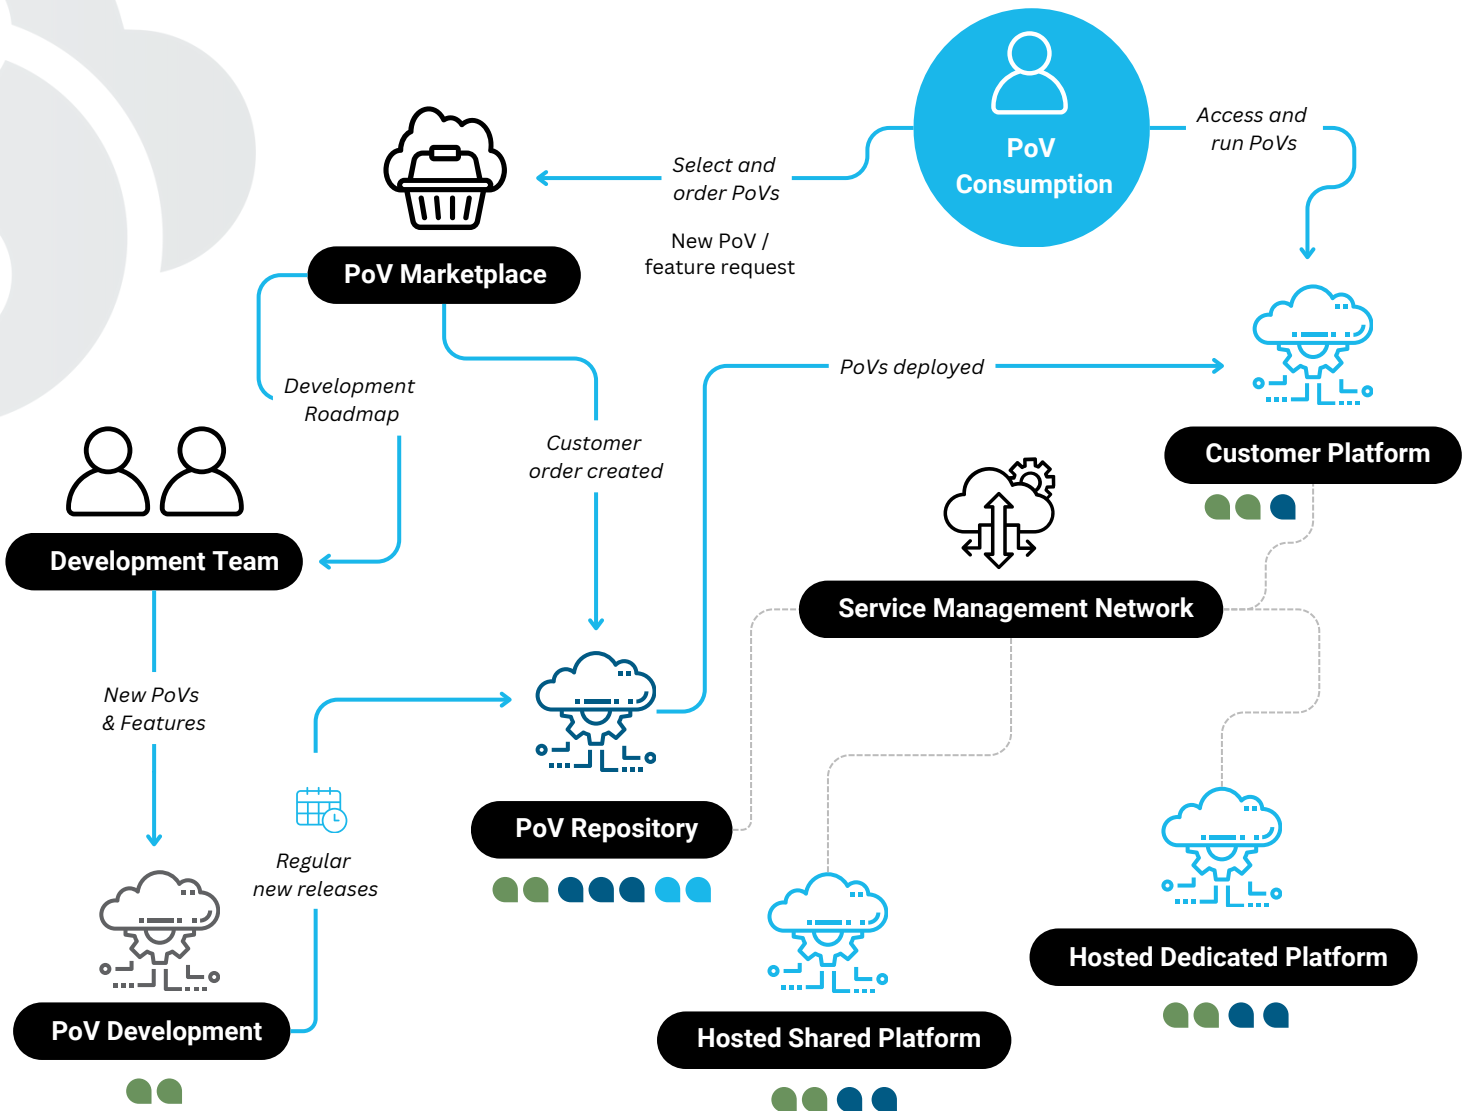 PoV
Consumption
Access and
run PoVs
Select and
order PoVs
New PoV /
feature request
PoV Marketplace
Development
Roadmap
PoVs deployed
Customer
order created
Customer Platform
Development Team
Service Management Network
New PoVs
& Features
PoV Repository
Regular
new releases
Hosted Dedicated Platform
PoV Development
Hosted Shared Platform